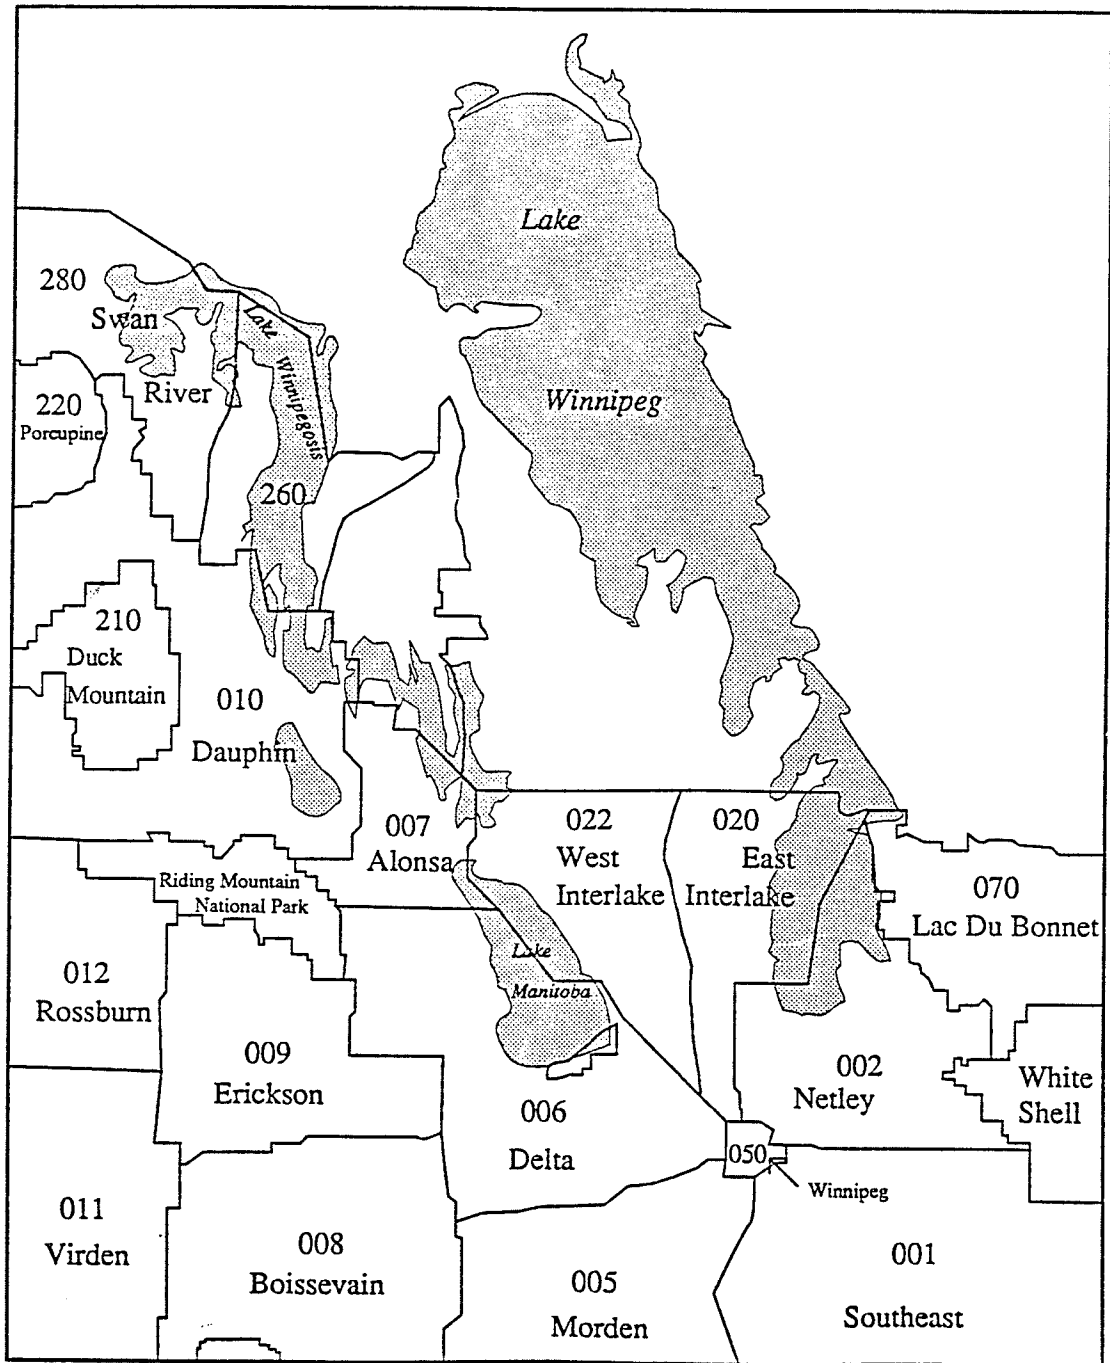 Lake
Winnipeg
280
Swan
River
Lake
Winnipegosis
220
Porcupine
260
210
Duck
Mountain
010
Dauphin
007
Alonsa
022
West
Interlake
020
East
Interlake
070
Lac Du Bonnet
Riding Mountain
National Park
Lake
Manitoba
012
Rossburn
009
Erickson
006
Delta
002
Netley
White
Shell
050
Winnipeg
011
Virden
008
Boissevain
005
Morden
001
Southeast